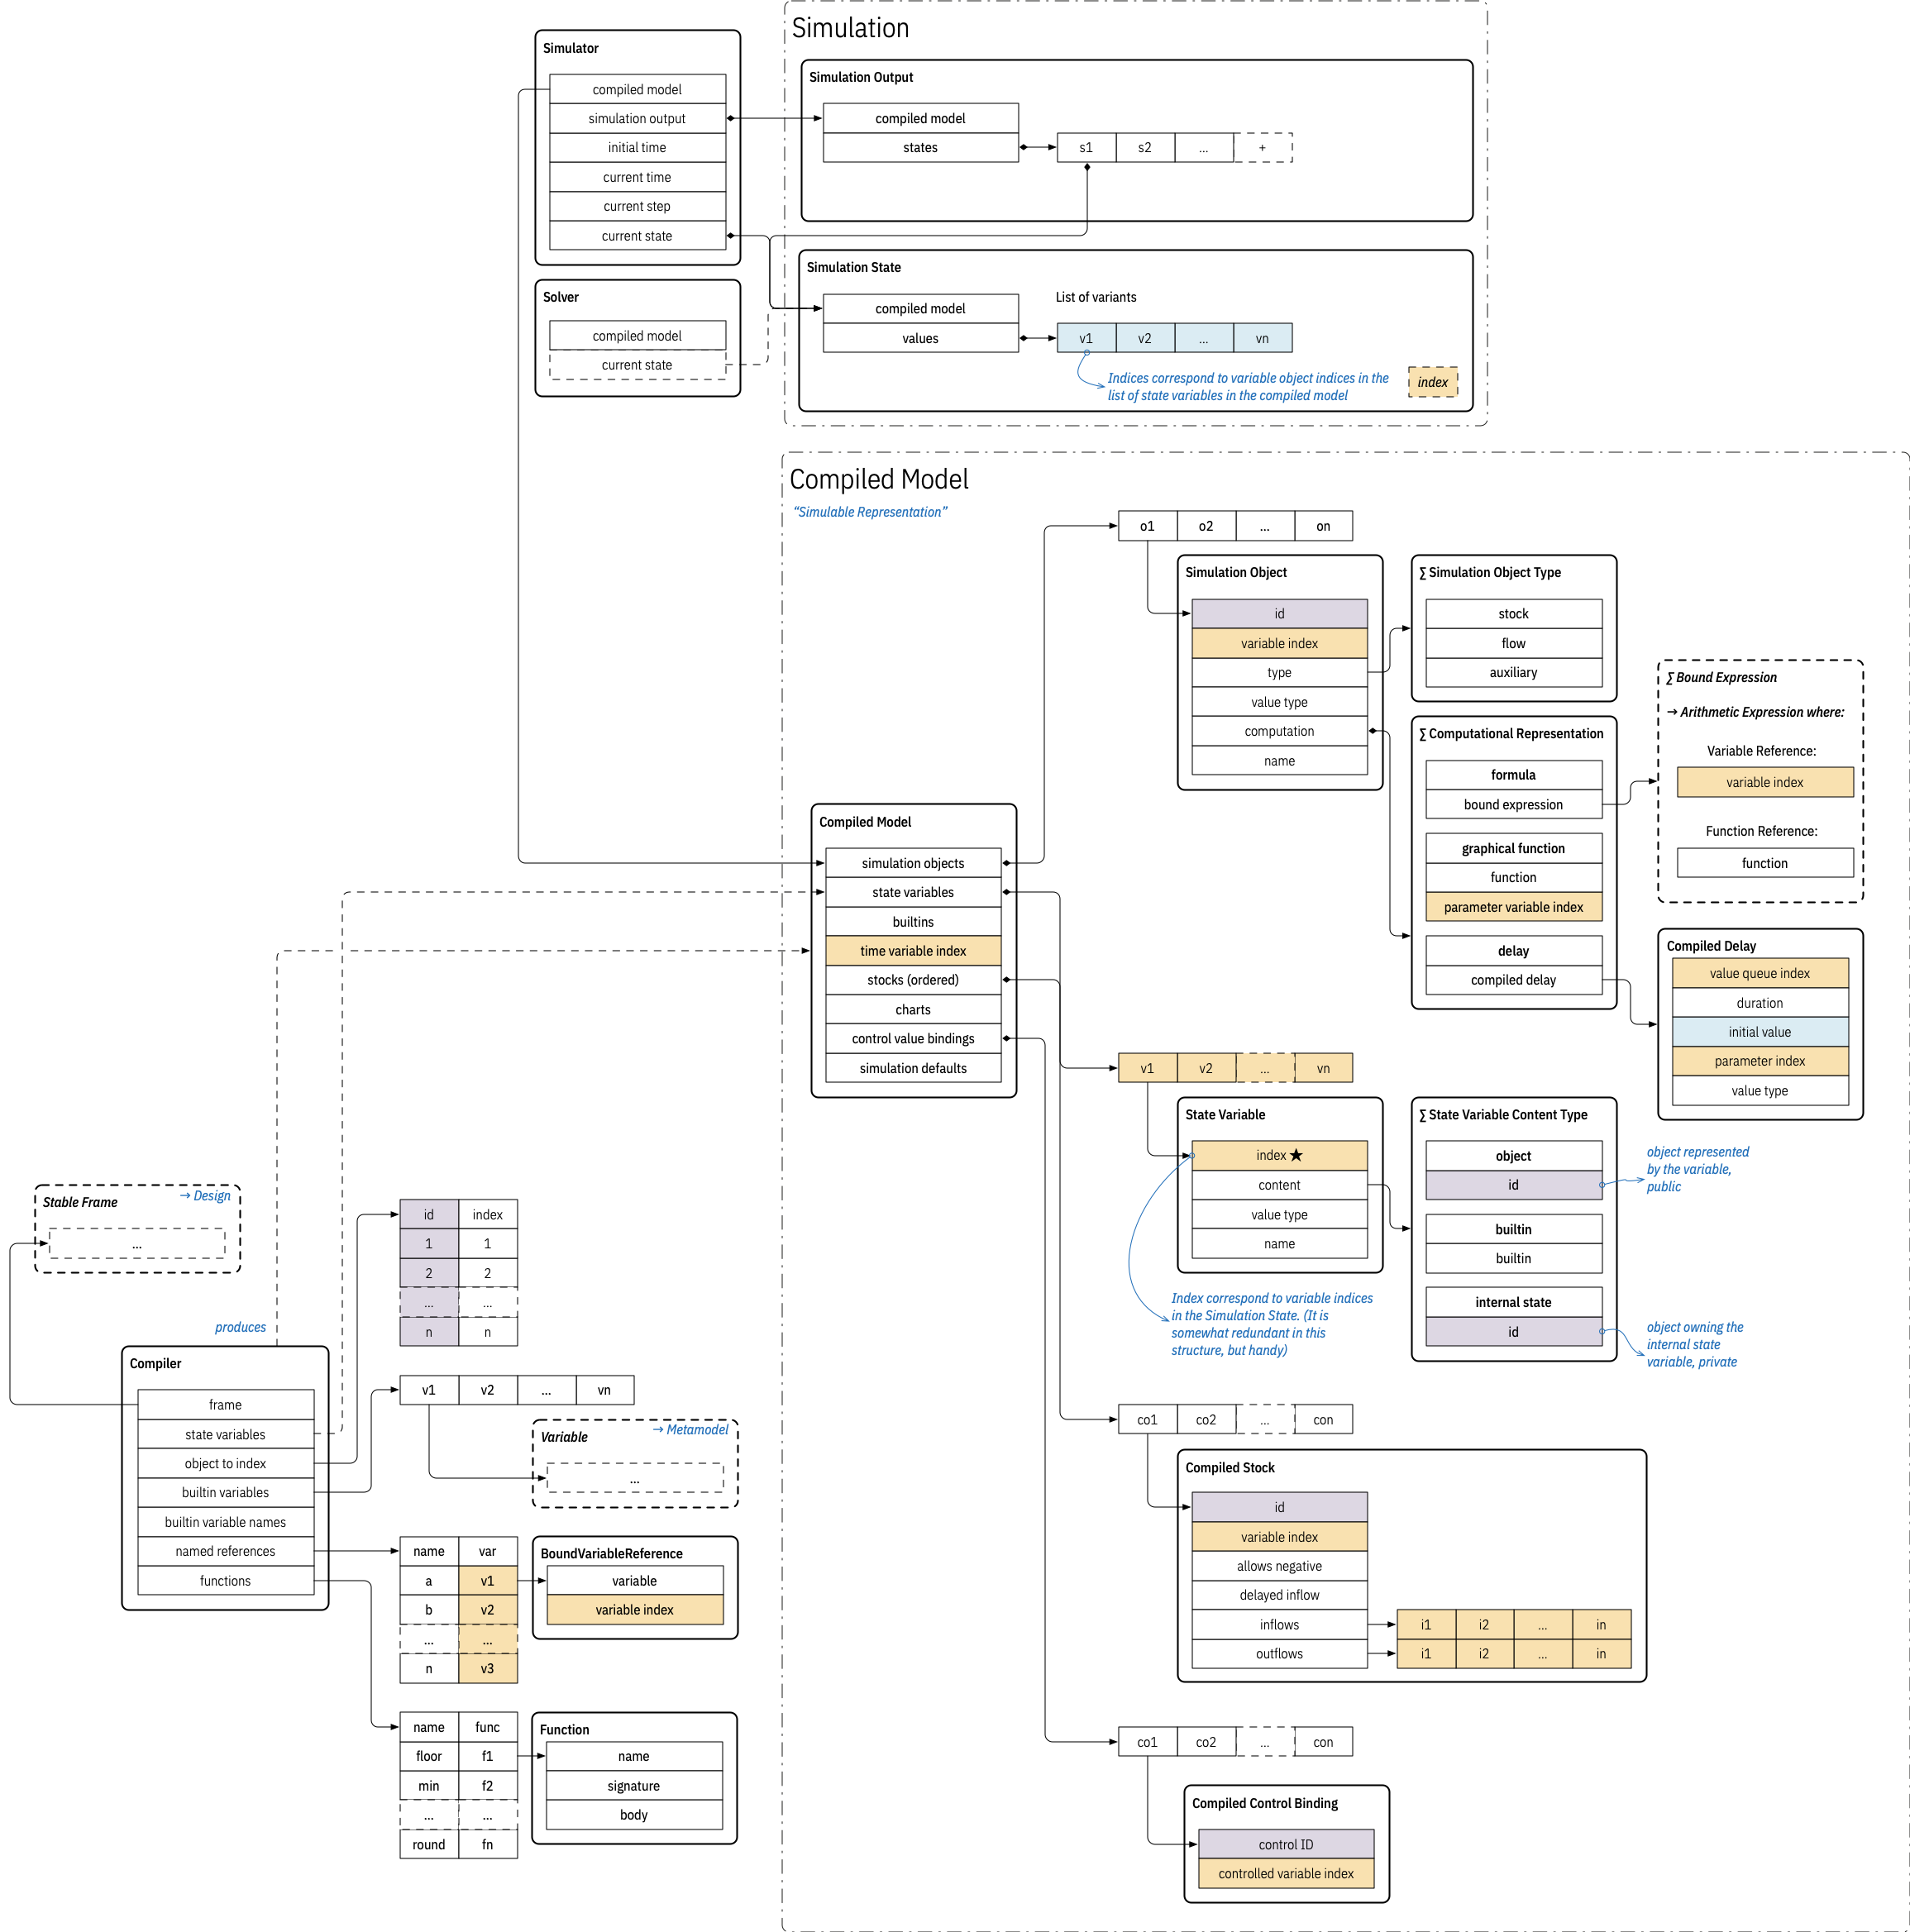 Simulation
Simulator
compiled model
simulation output
initial time
current time
current step
current state
Simulation Output
compiled model
states
s1 s2 ... +
Solver
compiled model
current state
Simulation State
compiled model
values
List of variants
v1 v2 ... vn
Indices correspond to variable object indices in the
list of state variables in the compiled model
index
Compiled Model
“Simulable Representation”
o1 o2 ... on
Simulation Object
id
variable index
type
value type
computation
name
∑ Simulation Object Type
stock
flow
auxiliary
∑ Computational Representation
formula
bound expression
graphical function
function
parameter variable index
delay
compiled delay
∑ Bound Expression
→ Arithmetic Expression where:
Variable Reference:
variable index
Function Reference:
function
Compiled Delay
value queue index
duration
initial value
parameter index
value type
Compiled Model
simulation objects
state variables
builtins
time variable index
stocks (ordered)
charts
control value bindings
simulation defaults
v1 v2 ... vn
State Variable
index ★
content
value type
name
Index correspond to variable indices
in the Simulation State. (It is
somewhat redundant in this
structure, but handy)
∑ State Variable Content Type
object
id
builtin
builtin
internal state
id
object represented
by the variable,
public
object owning the
internal state
variable, private
co1 co2 ... con
Compiled Stock
id
variable index
allows negative
delayed inflow
inflows
outflows
i1 i2 ... in
i1 i2 ... in
co1 co2 ... con
Compiled Control Binding
control ID
controlled variable index
Stable Frame
→ Design
...
produces
Compiler
frame
state variables
object to index
builtin variables
builtin variable names
named references
functions
id index
1 1
2 2
... ...
n n
v1 v2 ... vn
Variable
→ Metamodel
...
name var
a v1
b v2
... ...
n v3
BoundVariableReference
variable
variable index
name func
floor f1
min f2
... ...
round fn
Function
name
signature
body